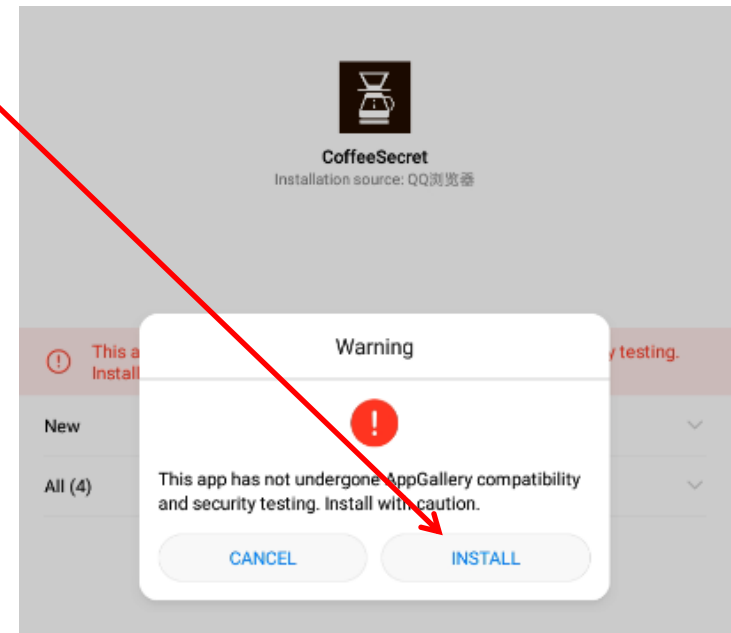 CoffeeSecret
Installation source: QQ浏览器
Warning
This a
y testing.
Install
New
All (4)
This app has not undergone AppGallery compatibility
and security testing. Install with caution.
CANCEL
INSTALL